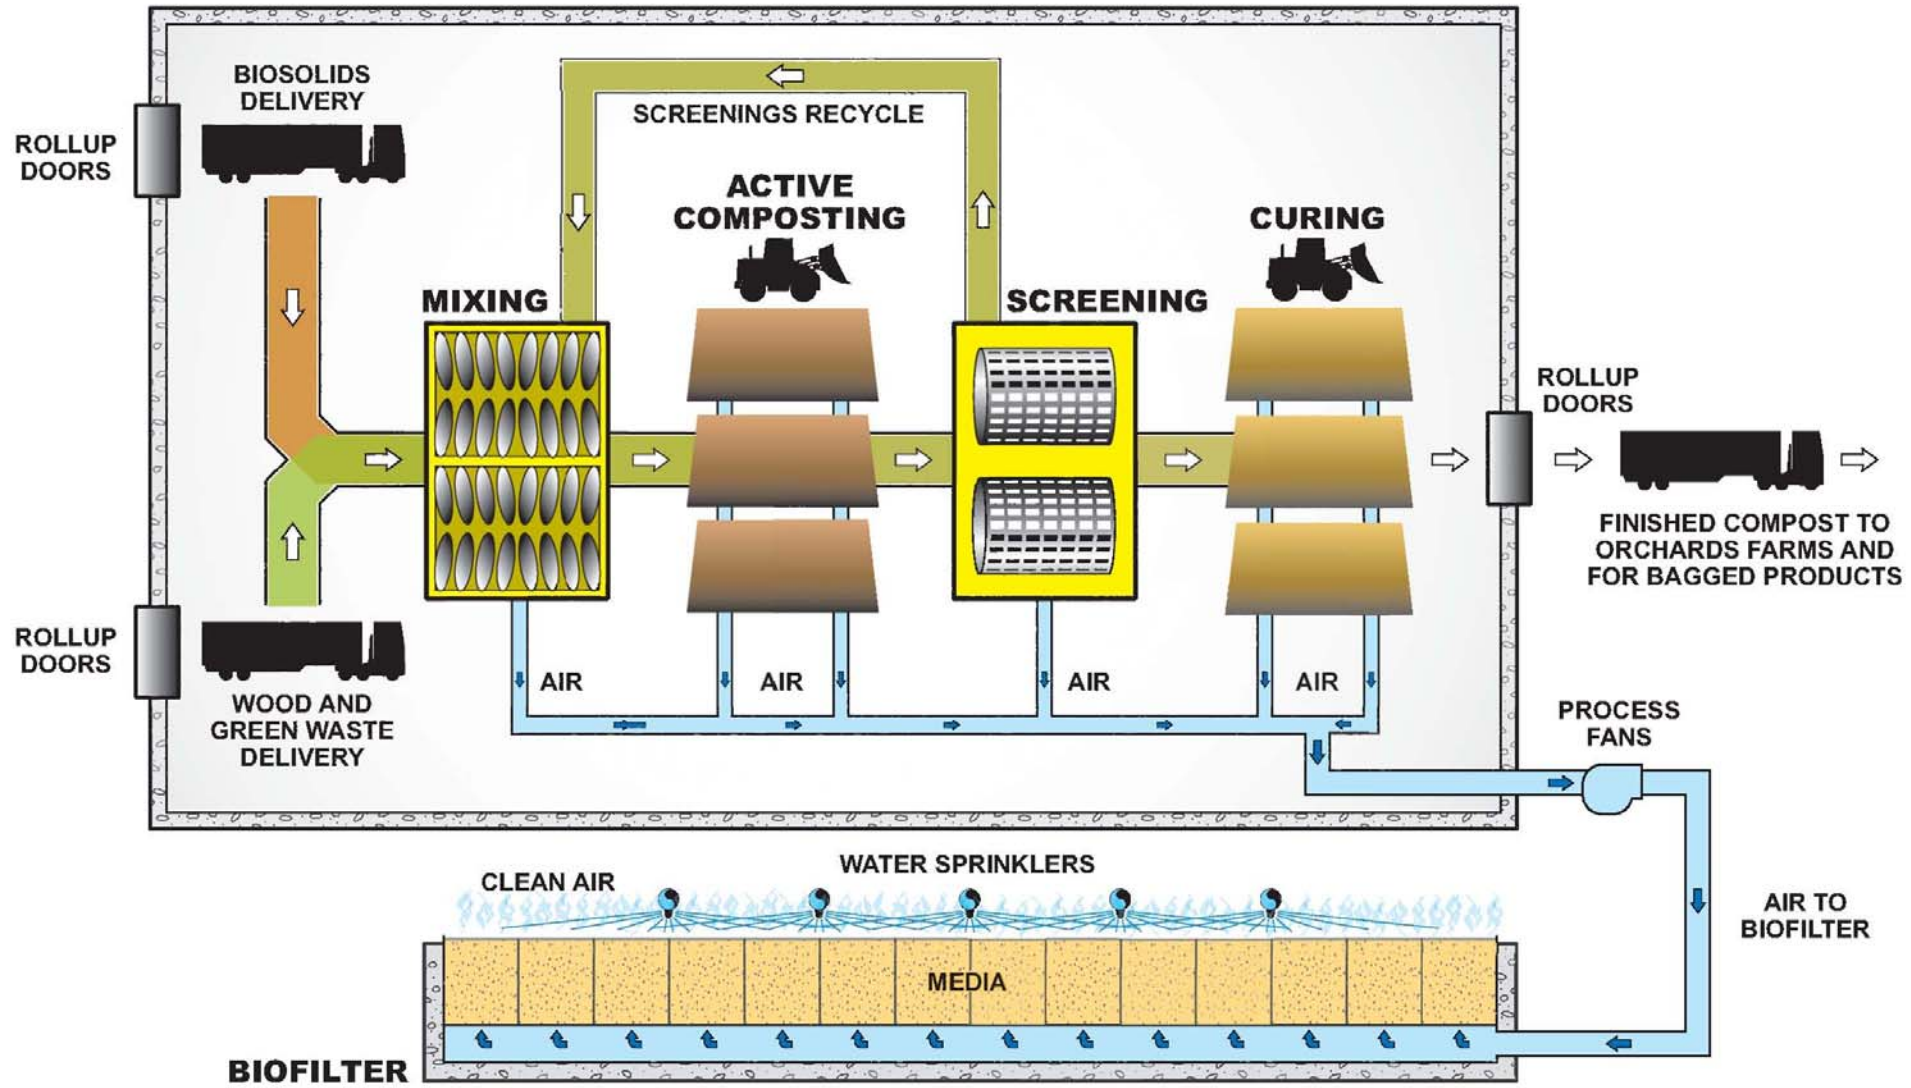 BIOSOLIDS
DELIVERY
ROLLUP
DOORS
SCREENINGS RECYCLE
ACTIVE
COMPOSTING
CURING
MIXING
SCREENING
ROLLUP
DOORS
FINISHED COMPOST TO
ORCHARDS FARMS AND
FOR BAGGED PRODUCTS
ROLLUP
DOORS
WOOD AND
GREEN WASTE
DELIVERY
AIR
AIR
AIR
AIR
PROCESS
FANS
WATER SPRINKLERS
CLEAN AIR
AIR TO
BIOFILTER
MEDIA
BIOFILTER